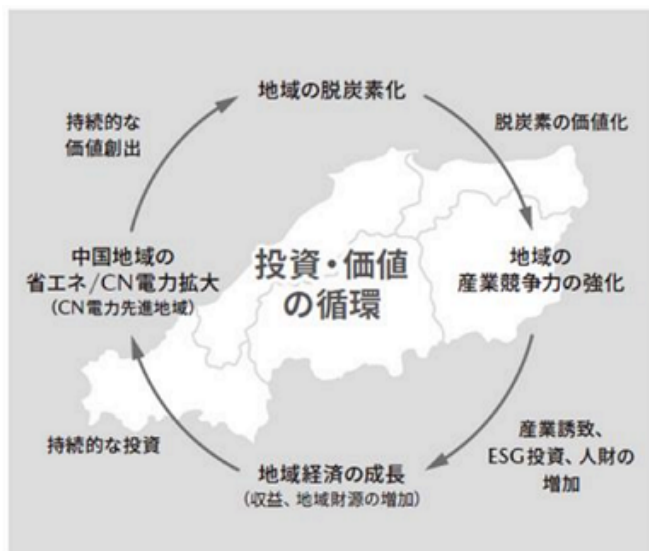 地域の脱炭素化
持続的な
価値創出
脱炭素の価値化
中国地域の
省エネ/CN電力拡大
(CN電力先進地域)
投資・価値
の循環
地域の
産業競争力の強化
持続的な投資
地域経済の成長
(収益、地域財源の増加)
産業誘致、
ESG投資、人財の
増加